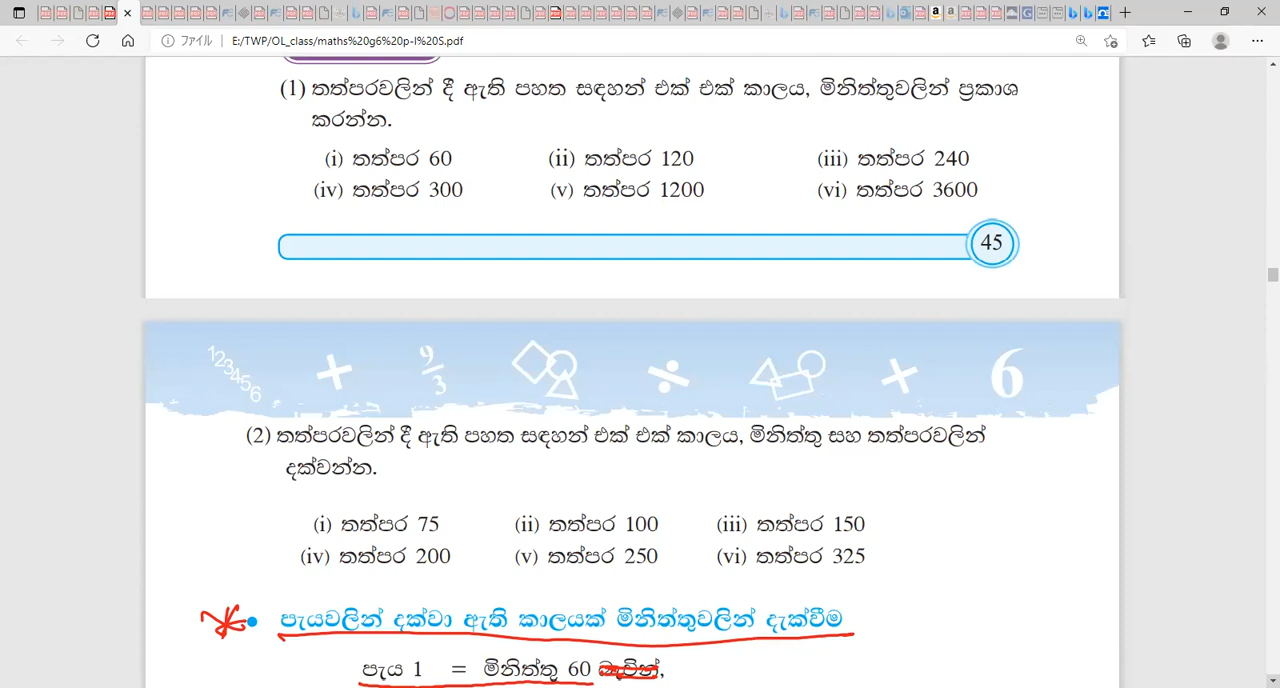 ファイル E:/TWP/OL_class/maths%20g6%20p-I%20S.pdf
(1) තත්පරවලින් දී ඇති පහත සඳහන් එක් එක් කාලය, මිනිත්තුවලින් ප්‍රකාශ
කරන්න.
(i) තත්පර 60 (ii) තත්පර 120 (iii) තත්පර 240
(iv) තත්පර 300 (v) තත්පර 1200 (vi) තත්පර 3600
45
123456 + 9/3 ÷ + 6
(2) තත්පරවලින් දී ඇති පහත සඳහන් එක් එක් කාලය, මිනිත්තු සහ තත්පරවලින්
දක්වන්න.
(i) තත්පර 75 (ii) තත්පර 100 (iii) තත්පර 150
(iv) තත්පර 200 (v) තත්පර 250 (vi) තත්පර 325
• පැයවලින් දක්වා ඇති කාලයක් මිනිත්තුවලින් දැක්වීම
පැය 1 = මිනිත්තු 60 බැවින්,